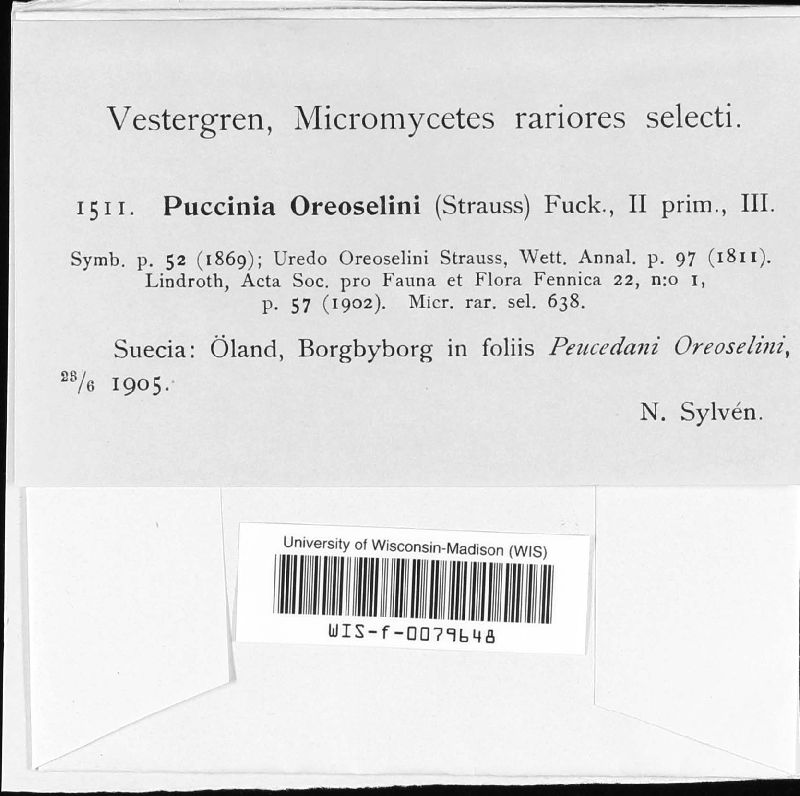 Vestergren, Micromycetes rariores selecti.
1511. Puccinia Oreoselini (Strauss) Fuck., II prim., III.
Symb. p. 52 (1869); Uredo Oreoselini Strauss, Wett. Annal. p. 97 (1811).
Lindroth, Acta Soc. pro Fauna et Flora Fennica 22, n:o 1,
p. 57 (1902). Micr. rar. sel. 638.
Suecia: Öland, Borgbyborg in foliis Peucedani Oreoselini,
23/6 1905.
N. Sylvén.
University of Wisconsin-Madison (WIS)
WIS-f-0079648